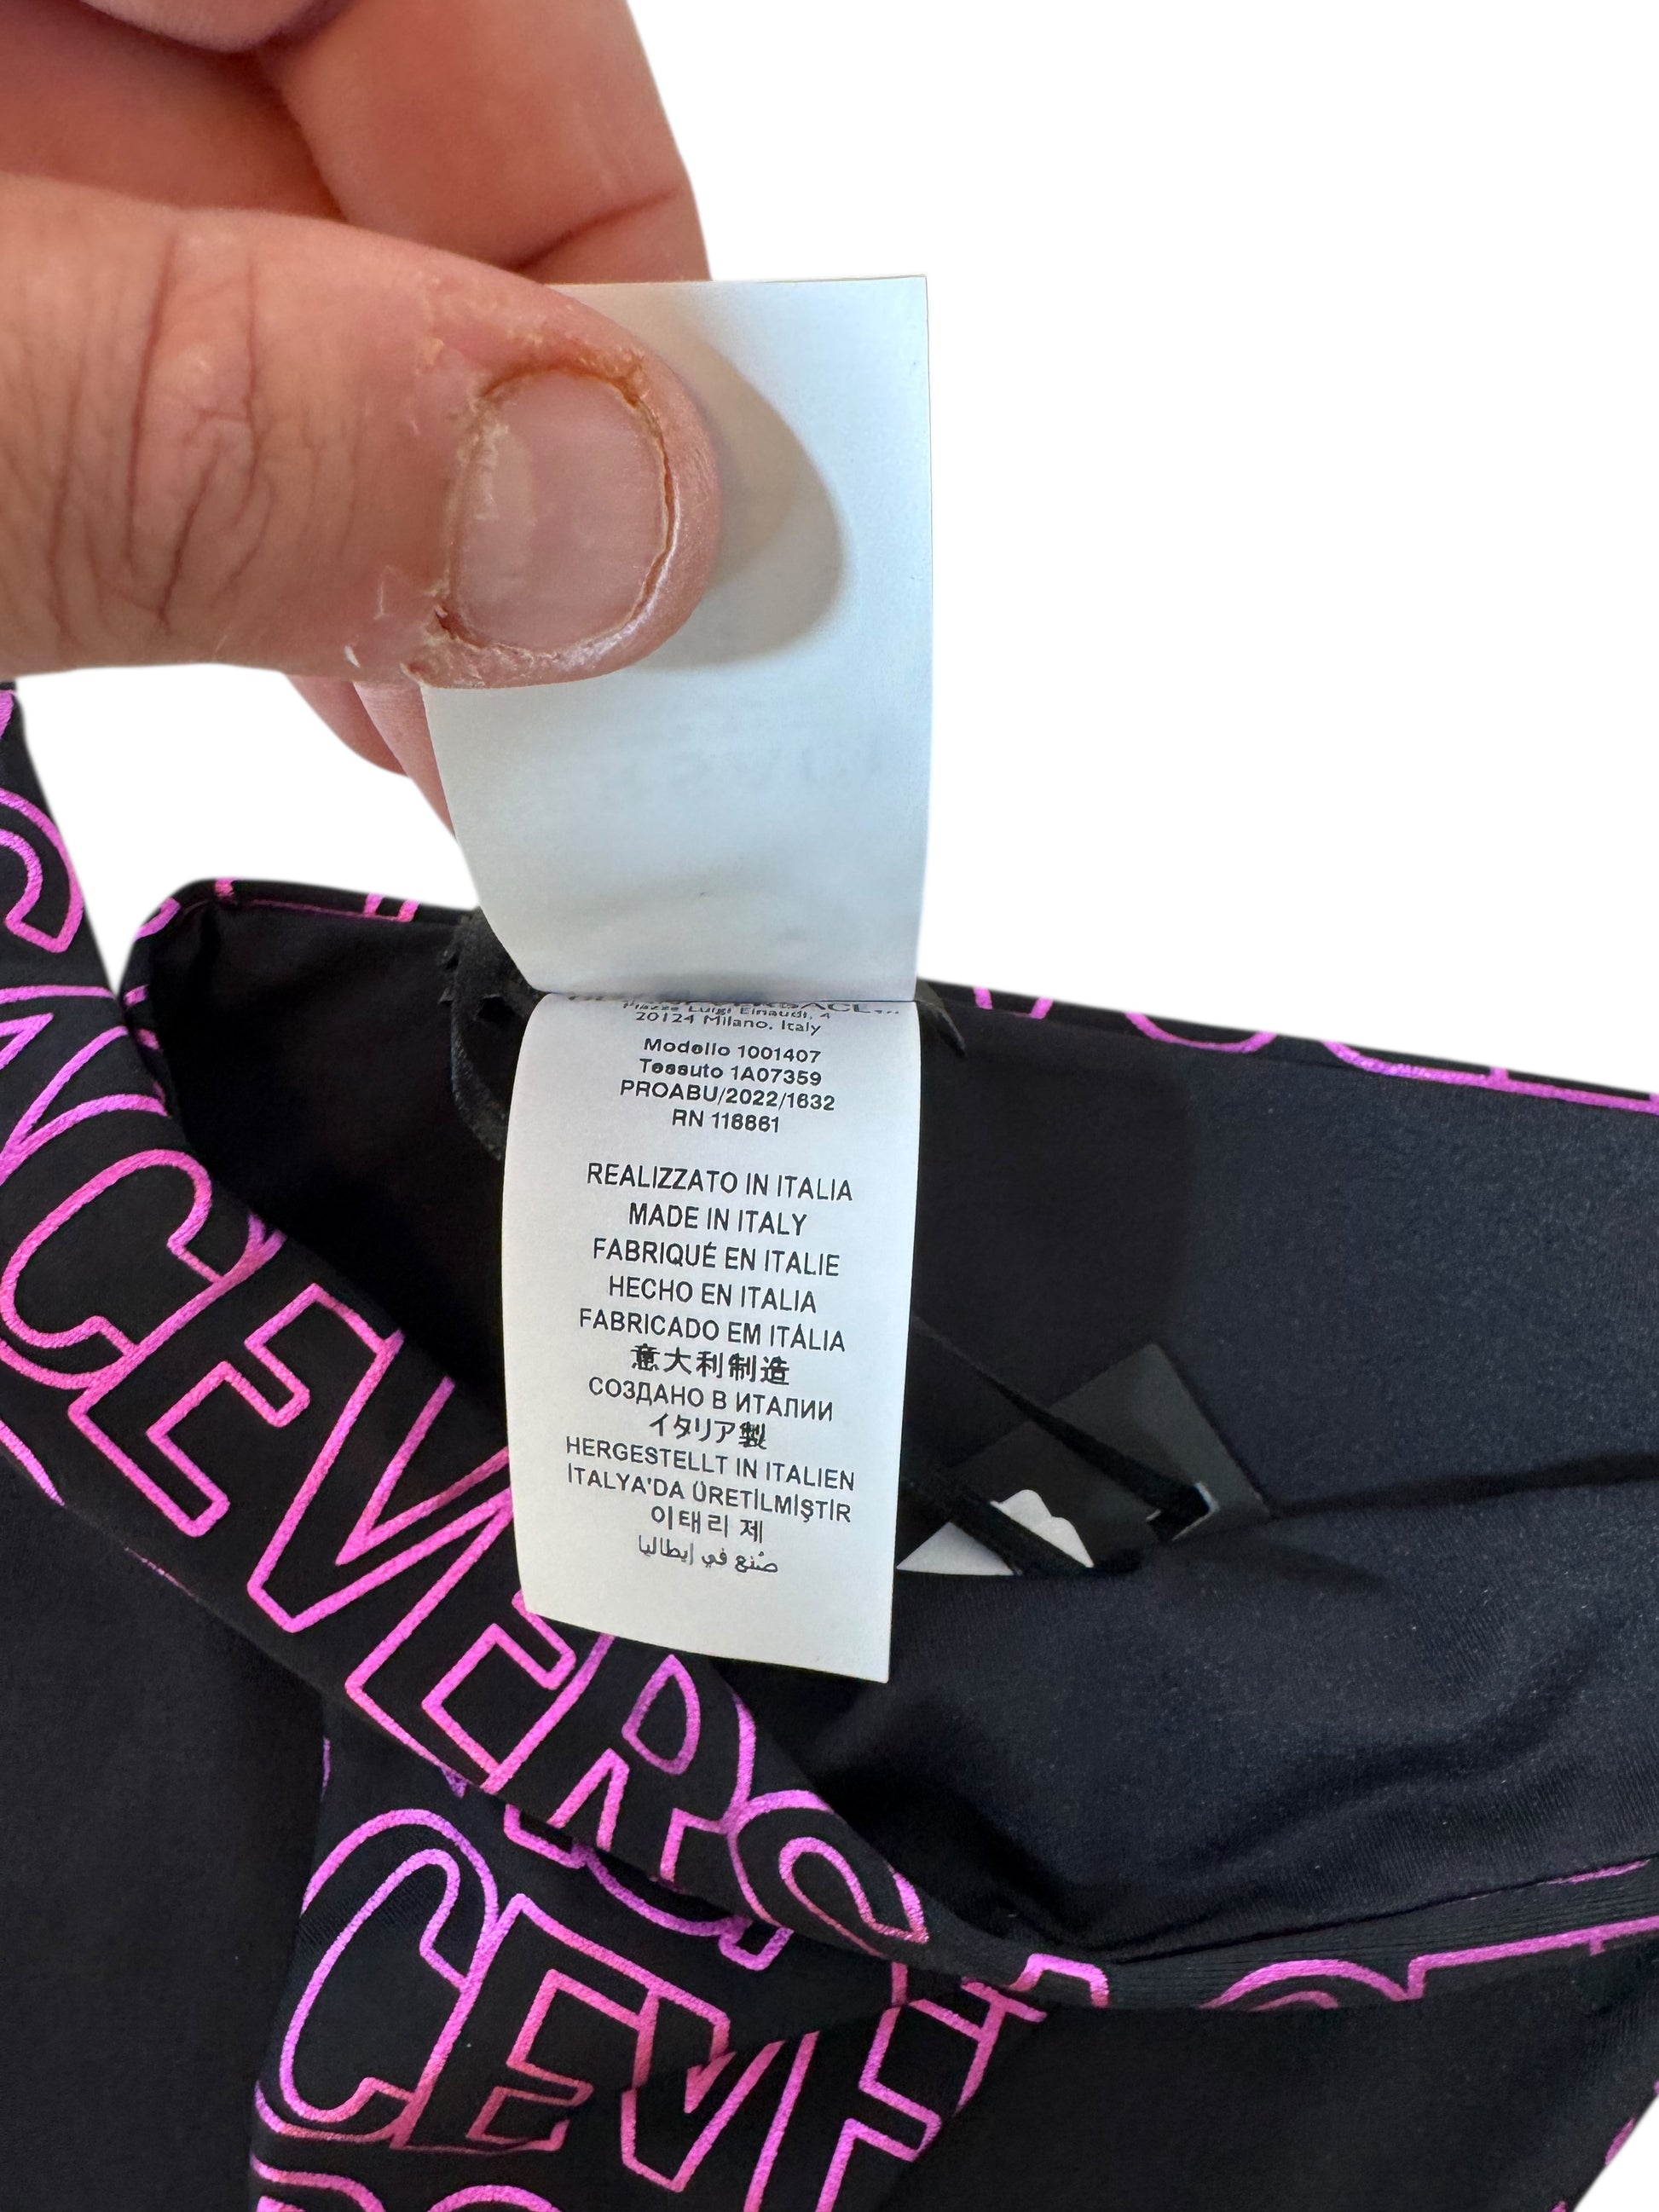 Piazza Luigi Einaudi, 4
20124 Milano, Italy
Modello 1001407
Tessuto 1A07359
PROABU/2022/1632
RN 118861
REALIZZATO IN ITALIA
MADE IN ITALY
FABRIQUÉ EN ITALIE
HECHO EN ITALIA
FABRICADO EM ITÁLIA
意大利制造
СОЗДАНО В ИТАЛИИ
イタリア製
HERGESTELLT IN ITALIEN
İTALYA'DA ÜRETİLMİŞTİR
이태리 제
صُنع في إيطاليا
CEVERS
CEVE